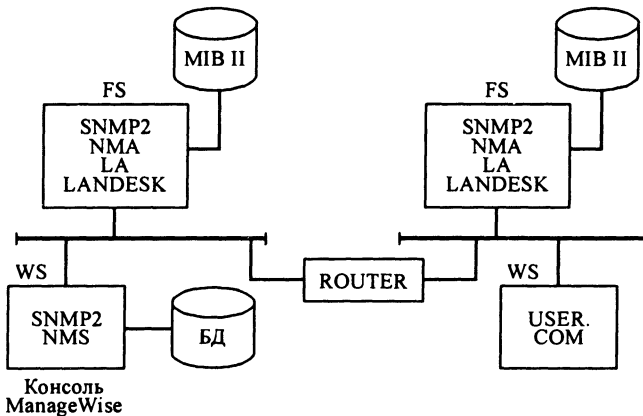 MIB II
MIB II
FS
FS
SNMP2
NMA
LA
LANDESK
SNMP2
NMA
LA
LANDESK
WS
ROUTER
WS
SNMP2
NMS
БД
USER.
COM
Консоль
ManageWise